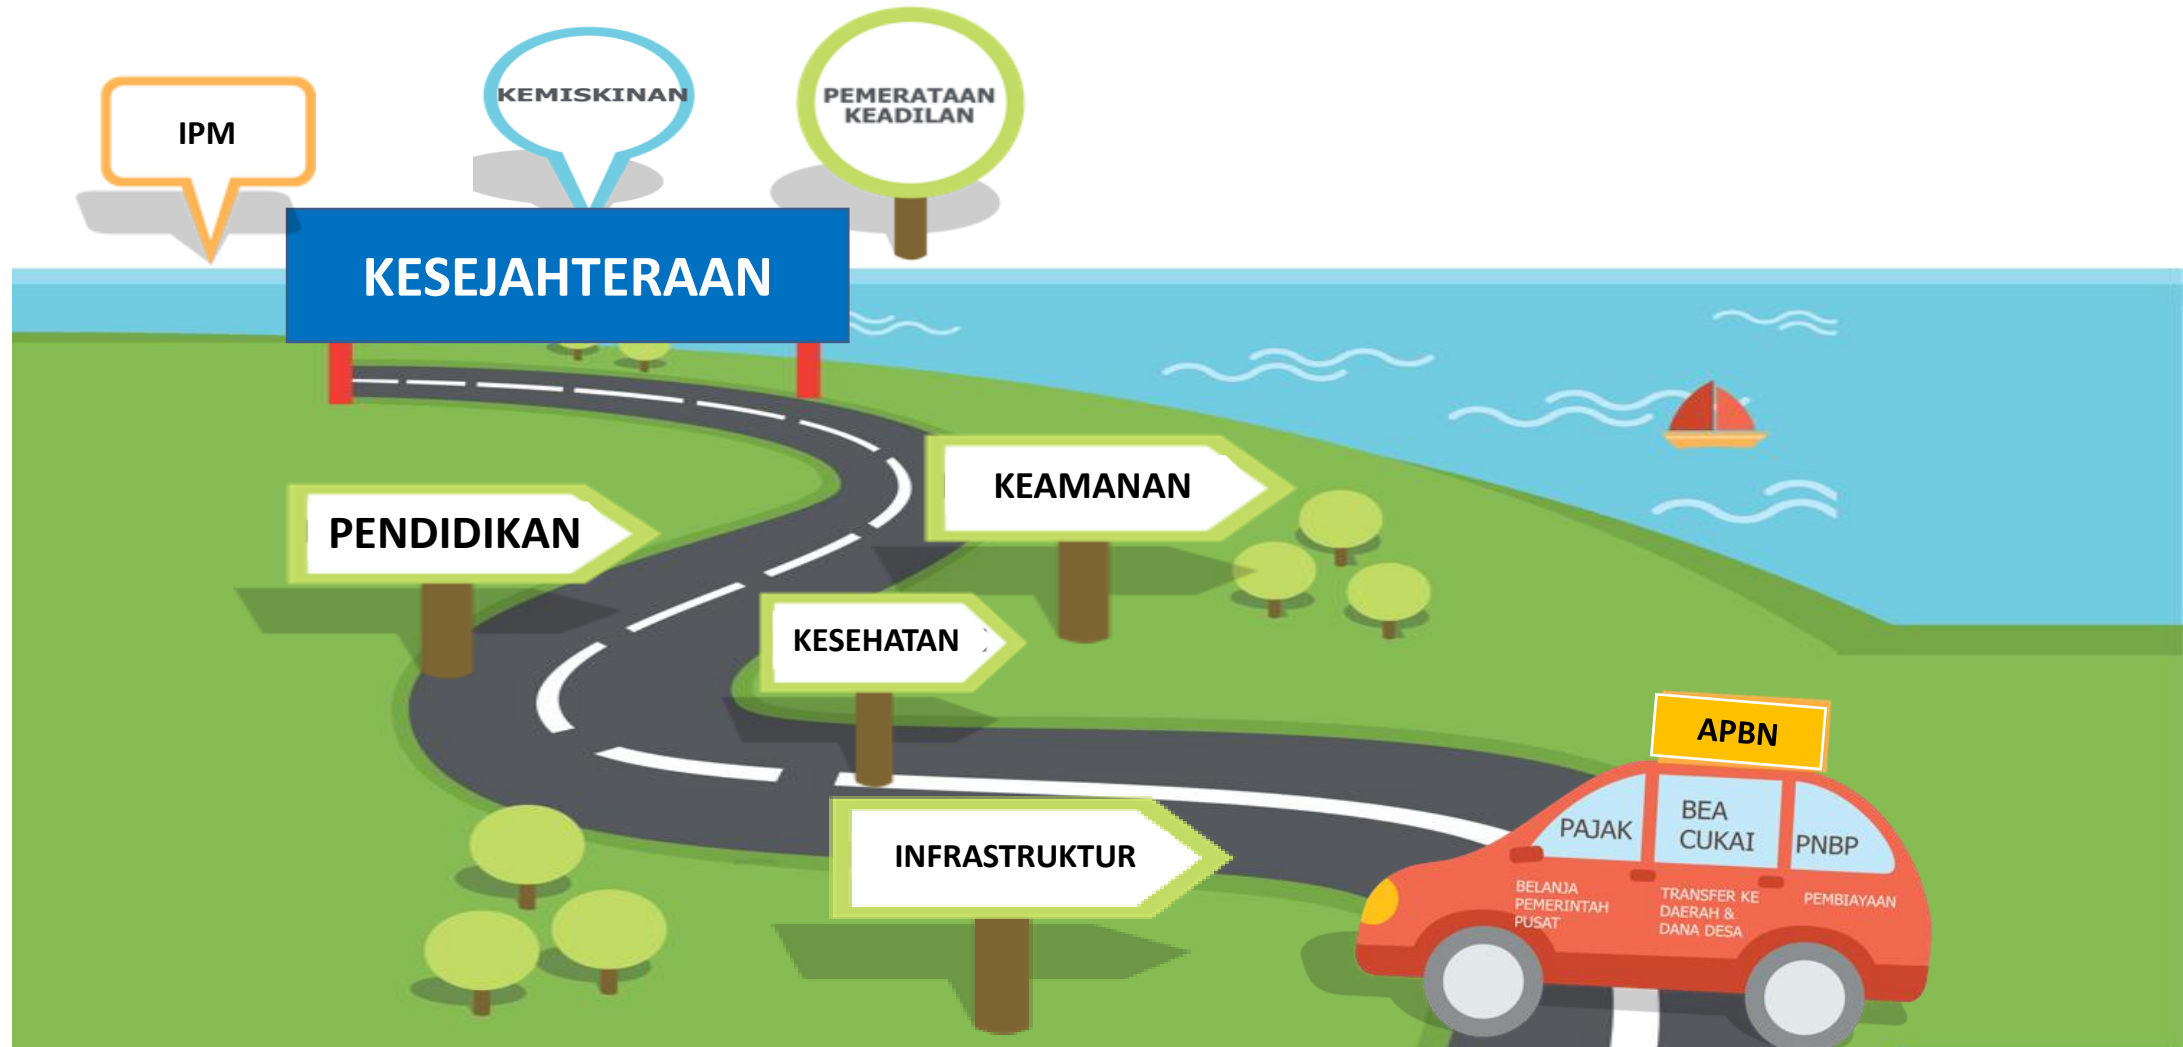 IPM
KEMISKINAN
PEMERATAAN
KEADILAN
KESEJAHTERAAN
KEAMANAN
PENDIDIKAN
KESEHATAN
INFRASTRUKTUR
APBN
PAJAK
BEA
CUKAI
PNBP
BELANJA
PEMERINTAH
PUSAT
TRANSFER KE
DAERAH &
DANA DESA
PEMBIAYAAN